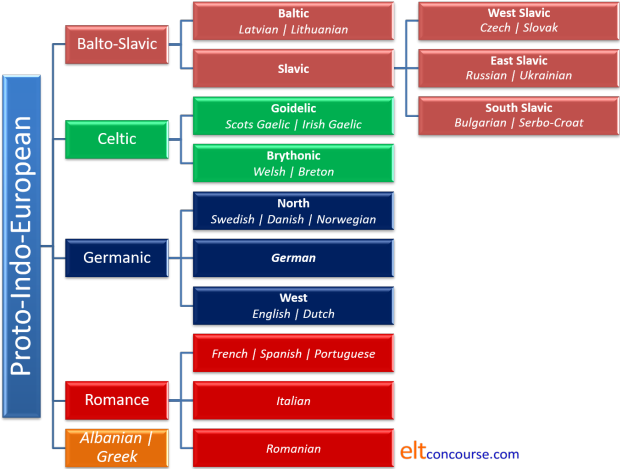 Proto-Indo-European
Balto-Slavic
Baltic
Latvian | Lithuanian
Slavic
West Slavic
Czech | Slovak
East Slavic
Russian | Ukrainian
South Slavic
Bulgarian | Serbo-Croat
Celtic
Goidelic
Scots Gaelic | Irish Gaelic
Brythonic
Welsh | Breton
Germanic
North
Swedish | Danish | Norwegian
German
West
English | Dutch
Romance
French | Spanish | Portuguese
Italian
Romanian
Albanian |
Greek
eltconcourse.com